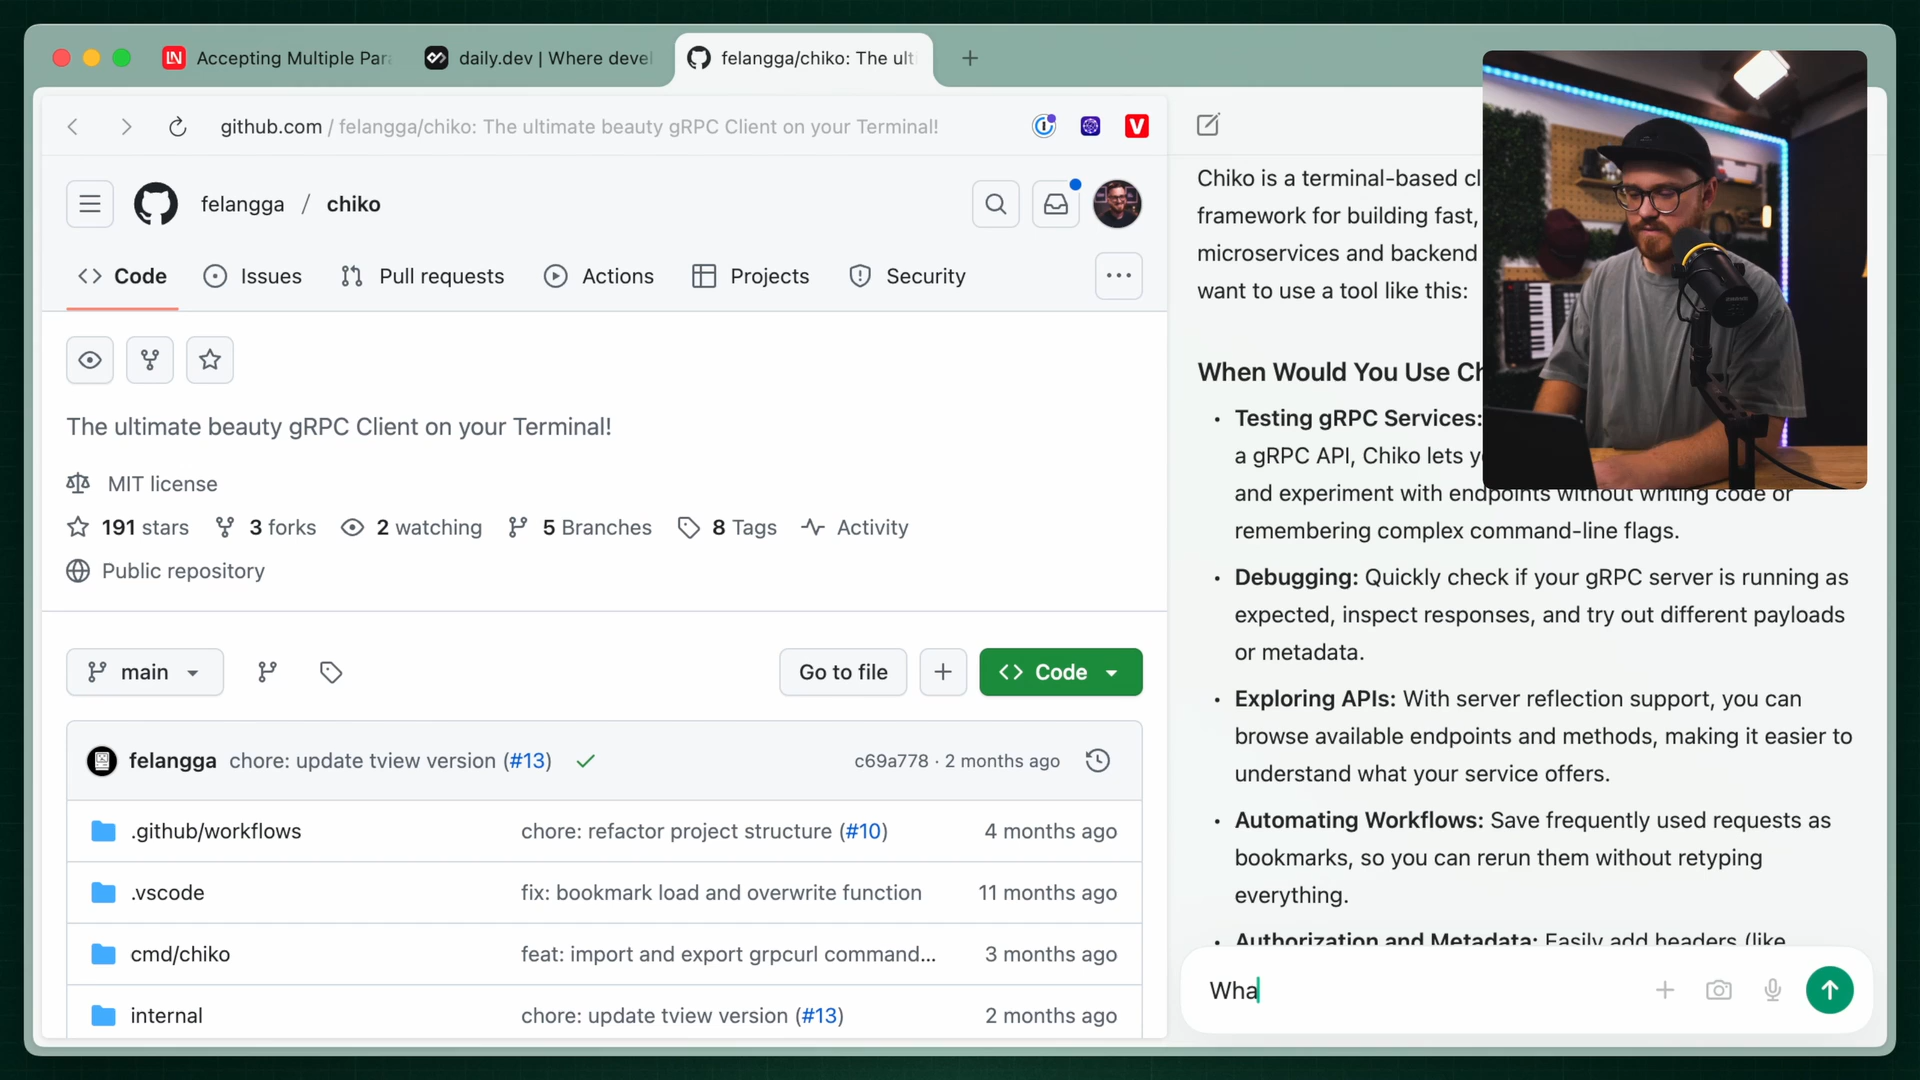 Accepting Multiple Par
daily.dev | Where devel
felangga/chiko: The ulti
github.com / felangga/chiko: The ultimate beauty gRPC Client on your Terminal!
felangga / chiko
Code
Issues
Pull requests
Actions
Projects
Security
The ultimate beauty gRPC Client on your Terminal!
MIT license
191 stars
3 forks
2 watching
5 Branches
8 Tags
Activity
Public repository
main
Go to file
Code
felangga chore: update tview version (#13)
c69a778 · 2 months ago
.github/workflows chore: refactor project structure (#10) 4 months ago
.vscode fix: bookmark load and overwrite function 11 months ago
cmd/chiko feat: import and export grpcurl command... 3 months ago
internal chore: update tview version (#13) 2 months ago
Chiko is a terminal-based cl
framework for building fast,
microservices and backend
want to use a tool like this:
When Would You Use Ch
• Testing gRPC Services:
a gRPC API, Chiko lets y
and experiment with endpoints without writing code or
remembering complex command-line flags.
• Debugging: Quickly check if your gRPC server is running as
expected, inspect responses, and try out different payloads
or metadata.
• Exploring APIs: With server reflection support, you can
browse available endpoints and methods, making it easier to
understand what your service offers.
• Automating Workflows: Save frequently used requests as
bookmarks, so you can rerun them without retyping
everything.
• Authorization and Metadata: Easily add headers (like
Wha